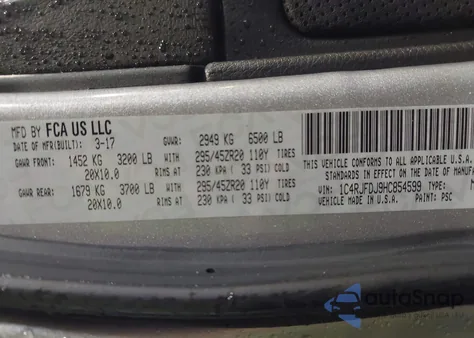 MFD BY FCA US LLC
DATE OF MFR(BUILT): 3-17 GVWR: 2949 KG 6500 LB
GAWR FRONT: 1452 KG 3200 LB WITH 295/45ZR20 110Y TIRES
20X10.0 RIMS AT 230 KPA ( 33 PSI) COLD
GAWR REAR: 1679 KG 3700 LB WITH 295/45ZR20 110Y TIRES
20X10.0 RIMS AT 230 KPA ( 33 PSI) COLD
THIS VEHICLE CONFORMS TO ALL APPLICABLE
STANDARDS IN EFFECT ON THE DATE OF MANUFA
VIN: 1C4RJFDJ9HC854599 TYPE:
VEHICLE MADE IN U.S.A. PAINT: PSC
autoSnap